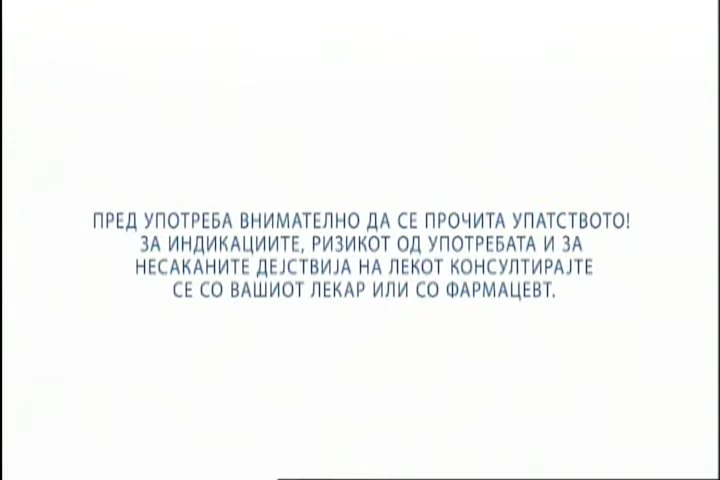 ПРЕД УПОТРЕБА ВНИМАТЕЛНО ДА СЕ ПРОЧИТА УПАТСТВОТО!
ЗА ИНДИКАЦИИТЕ, РИЗИКОТ ОД УПОТРЕБАТА И ЗА
НЕСАКАНИТЕ ДЕЈСТВИЈА НА ЛЕКОТ КОНСУЛТИРАЈТЕ
СЕ СО ВАШИОТ ЛЕКАР ИЛИ СО ФАРМАЦЕВТ.